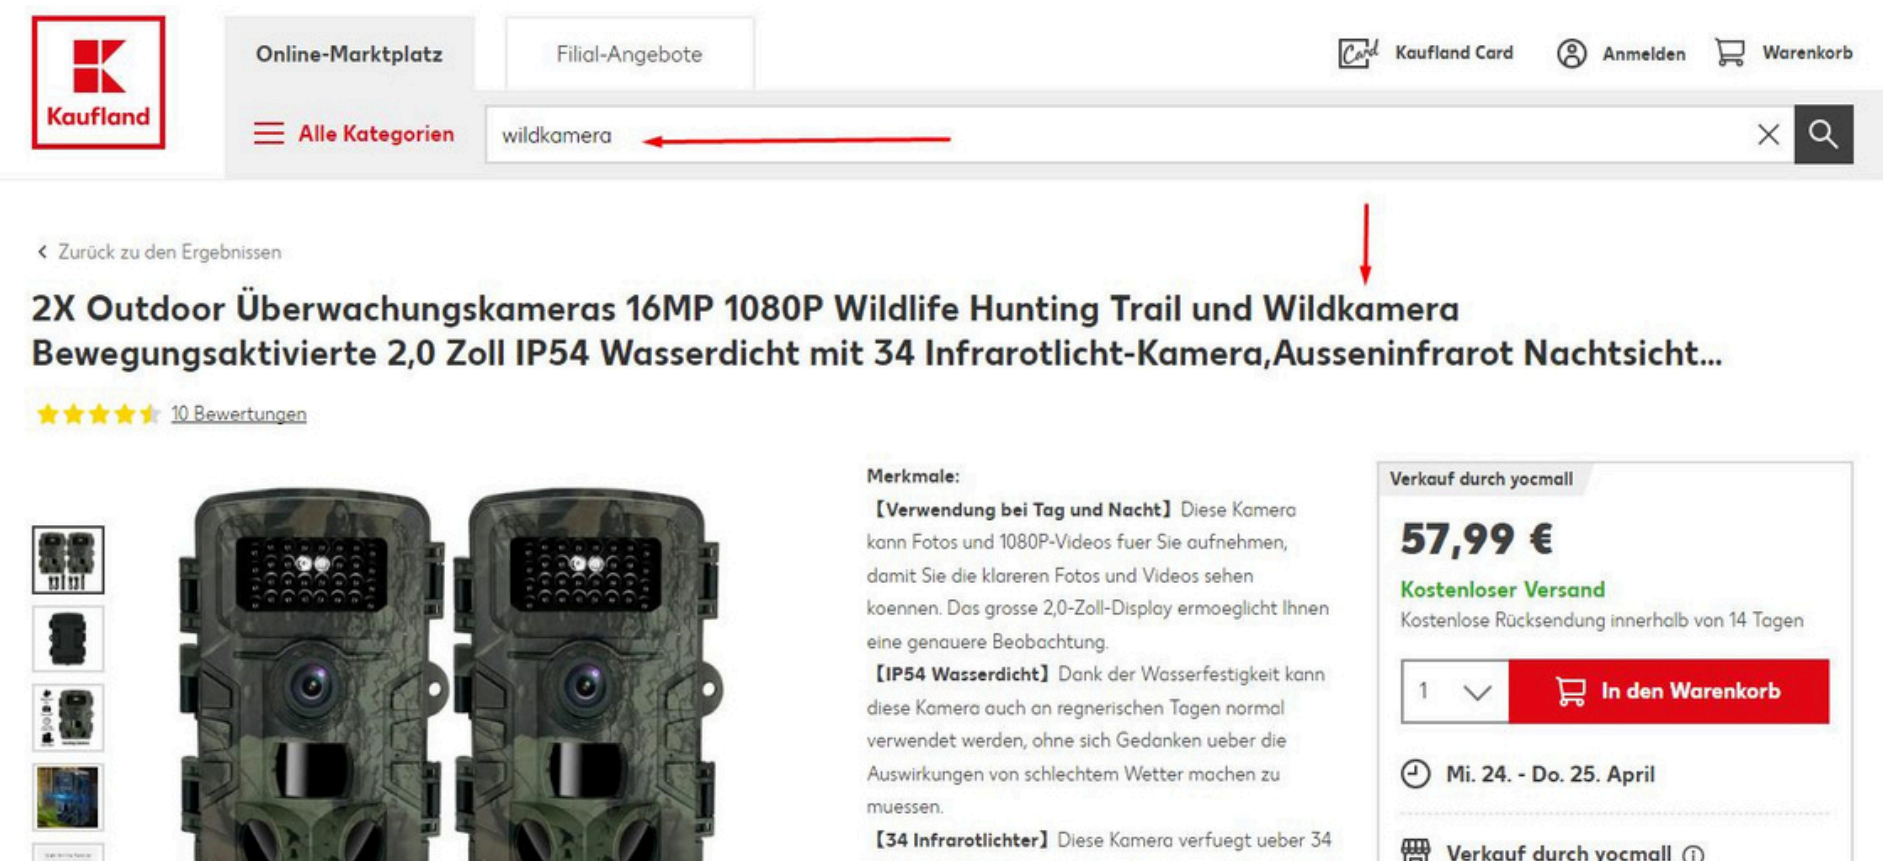 Kaufland
Online-Marktplatz
Filial-Angebote
Card Kaufland Card
Anmelden
Warenkorb
Alle Kategorien
wildkamera
Zurück zu den Ergebnissen
2X Outdoor Überwachungskameras 16MP 1080P Wildlife Hunting Trail und Wildkamera
Bewegungsaktivierte 2,0 Zoll IP54 Wasserdicht mit 34 Infrarotlicht-Kamera,Ausseninfrarot Nachtsicht...
10 Bewertungen
Merkmale:
【Verwendung bei Tag und Nacht】Diese Kamera
kann Fotos und 1080P-Videos fuer Sie aufnehmen,
damit Sie die klareren Fotos und Videos sehen
koennen. Das grosse 2,0-Zoll-Display ermoeglicht Ihnen
eine genauere Beobachtung.
【IP54 Wasserdicht】Dank der Wasserfestigkeit kann
diese Kamera auch an regnerischen Tagen normal
verwendet werden, ohne sich Gedanken ueber die
Auswirkungen von schlechtem Wetter machen zu
muessen.
【34 Infrarotlichter】Diese Kamera verfuegt ueber 34
Verkauf durch yocmall
57,99 €
Kostenloser Versand
Kostenlose Rücksendung innerhalb von 14 Tagen
1
In den Warenkorb
Mi. 24. - Do. 25. April
Verkauf durch yocmall